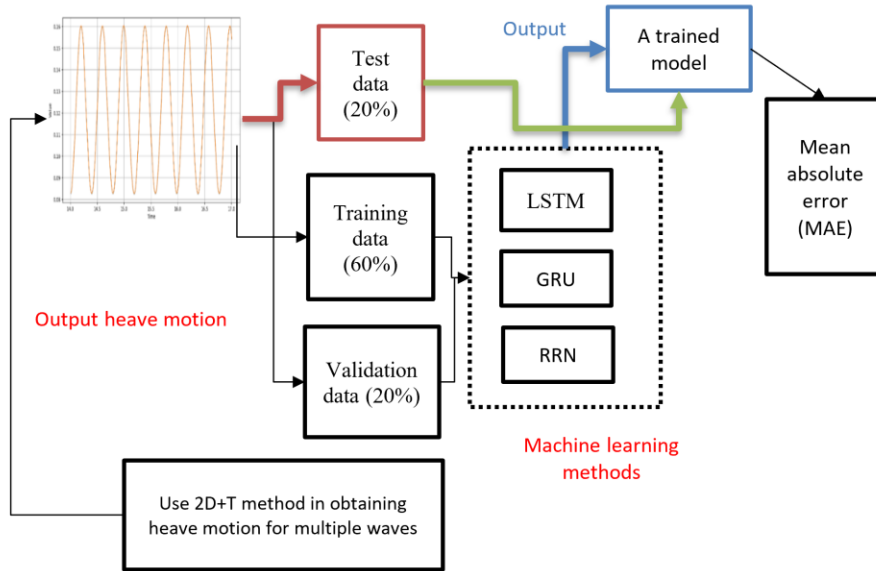 Output
A trained
model
Test
data
(20%)
Mean
absolute
error
(MAE)
LSTM
Training
data
(60%)
GRU
Output heave motion
RRN
Validation
data (20%)
Machine learning
methods
Use 2D+T method in obtaining
heave motion for multiple waves
Time